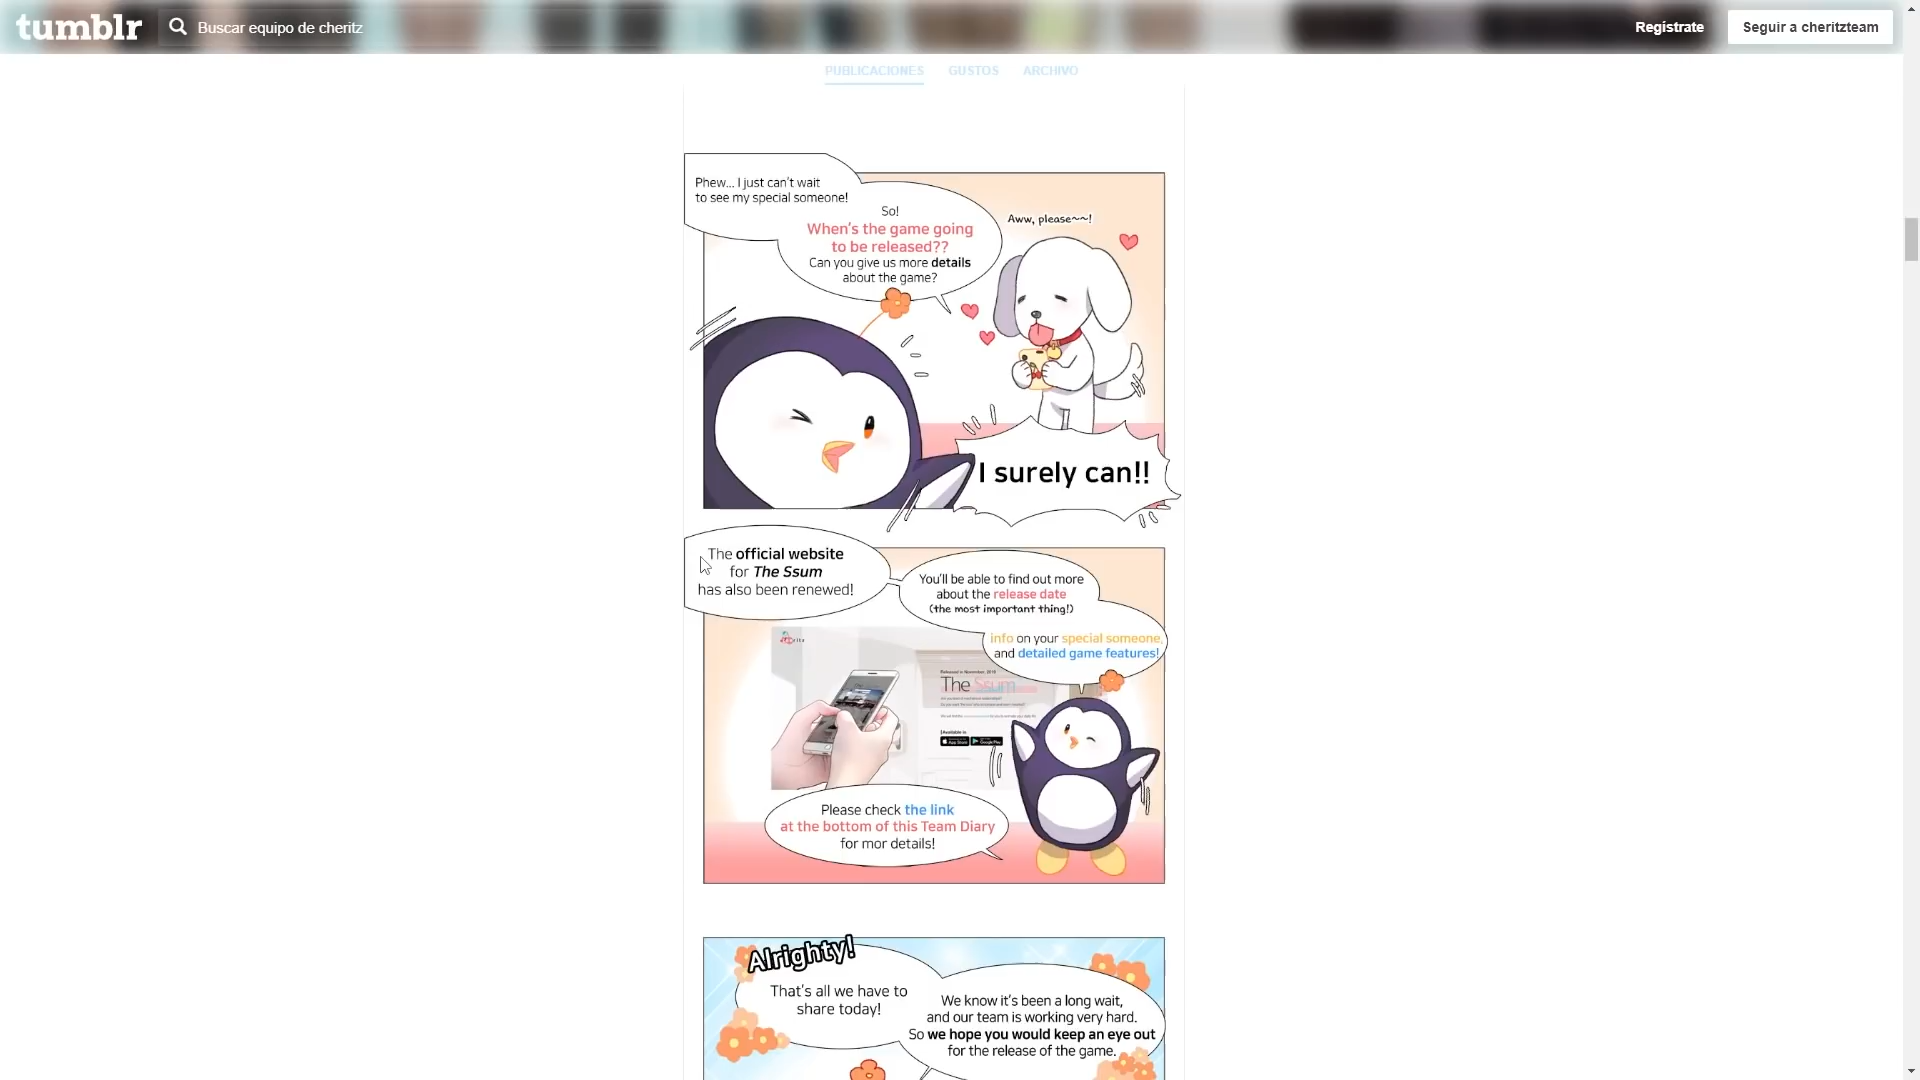 tumblr
Buscar equipo de cheritz
Regístrate
Seguir a cheritzteam
PUBLICACIONES
GUSTOS
ARCHIVO
Phew... I just can't wait
to see my special someone!
So!
When's the game going
to be released??
Can you give us more details
about the game?
Aww, please~~!
I surely can!!
The official website
for The Ssum
has also been renewed!
You'll be able to find out more
about the release date
(the most important thing!)
info on your special someone,
and detailed game features!
The Ssum
Available in
App Store
Google Play
Please check the link
at the bottom of this Team Diary
for mor details!
Alrighty!
That's all we have to
share today!
We know it's been a long wait,
and our team is working very hard.
So we hope you would keep an eye out
for the release of the game.